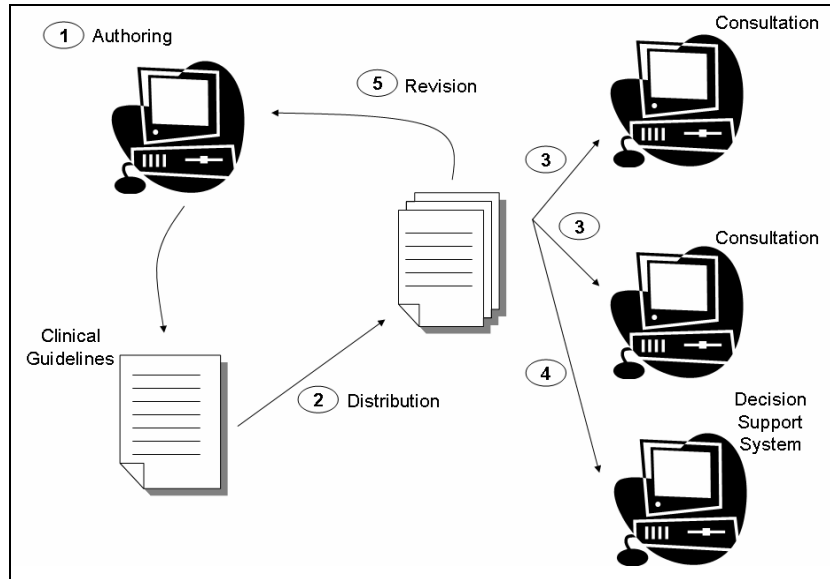 1 Authoring
5 Revision
Consultation
3
3
Consultation
Clinical
Guidelines
2 Distribution
4
Decision
Support
System